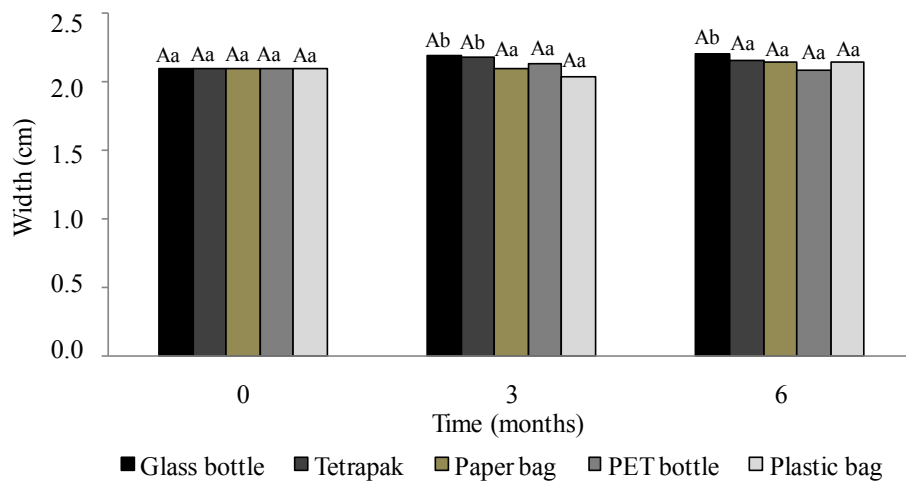 2.5
2.0
1.5
1.0
0.5
0.0
Width (cm)
Aa Aa Aa Aa Aa
Ab Ab Aa Aa Aa
Ab Aa Aa Aa Aa
0 3 6
Time (months)
Glass bottle Tetrapak Paper bag PET bottle Plastic bag